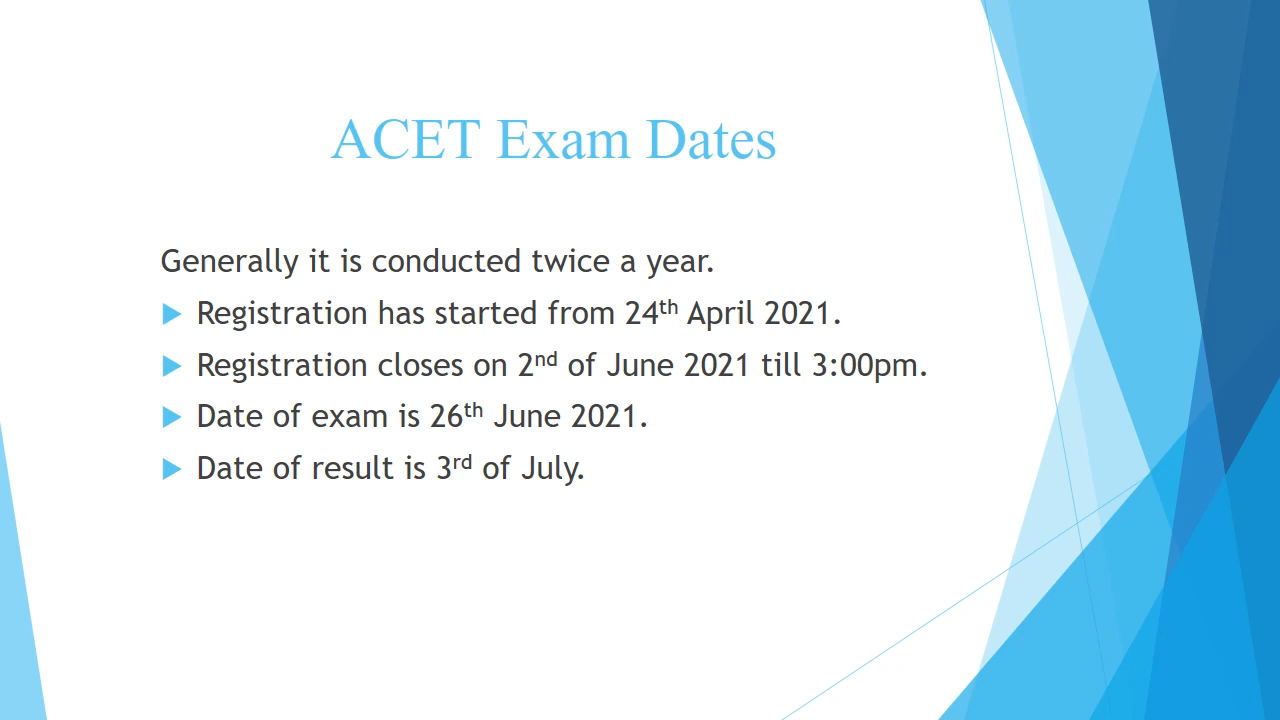 ACET Exam Dates
Generally it is conducted twice a year.
Registration has started from 24th April 2021.
Registration closes on 2nd of June 2021 till 3:00pm.
Date of exam is 26th June 2021.
Date of result is 3rd of July.